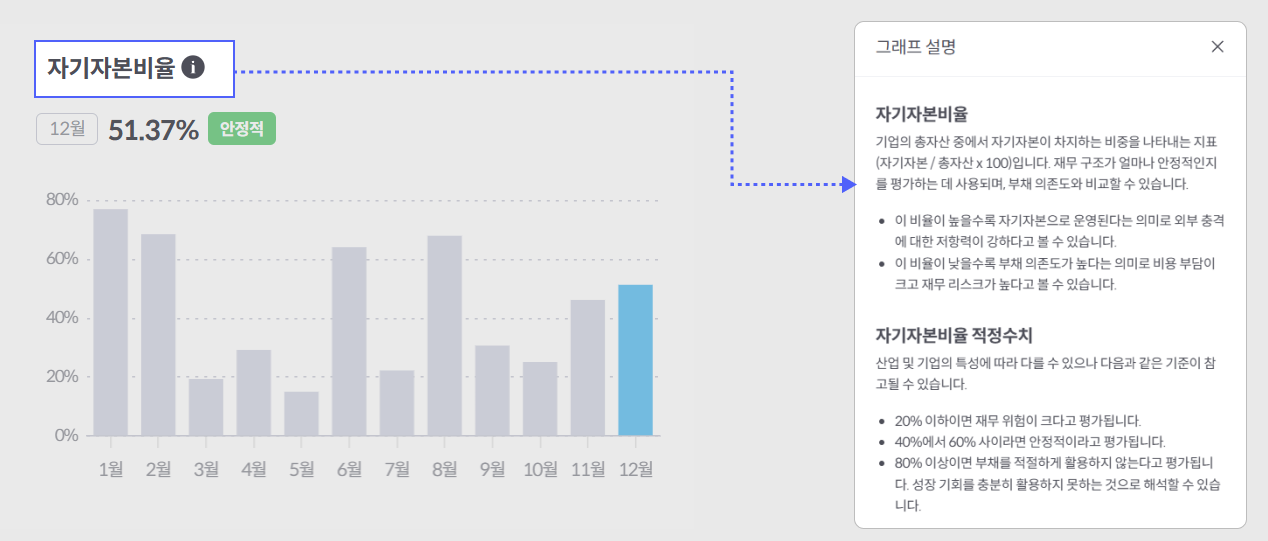 자기자본비율 i
12월 51.37% 안정적
80%
60%
40%
20%
0%
1월 2월 3월 4월 5월 6월 7월 8월 9월 10월 11월 12월
그래프 설명
자기자본비율
기업의 총자산 중에서 자기자본이 차지하는 비중을 나타내는 지표
(자기자본 / 총자산 x 100)입니다. 재무 구조가 얼마나 안정적인지
를 평가하는 데 사용되며, 부채 의존도와 비교할 수 있습니다.
• 이 비율이 높을수록 자기자본으로 운영된다는 의미로 외부 충격
에 대한 저항력이 강하다고 볼 수 있습니다.
• 이 비율이 낮을수록 부채 의존도가 높다는 의미로 비용 부담이
크고 재무 리스크가 높다고 볼 수 있습니다.
자기자본비율 적정수치
산업 및 기업의 특성에 따라 다를 수 있으나 다음과 같은 기준이 참
고될 수 있습니다.
• 20% 이하이면 재무 위험이 크다고 평가됩니다.
• 40%에서 60% 사이라면 안정적이라고 평가됩니다.
• 80% 이상이면 부채를 적절하게 활용하지 않는다고 평가됩니
다. 성장 기회를 충분히 활용하지 못하는 것으로 해석할 수 있습
니다.